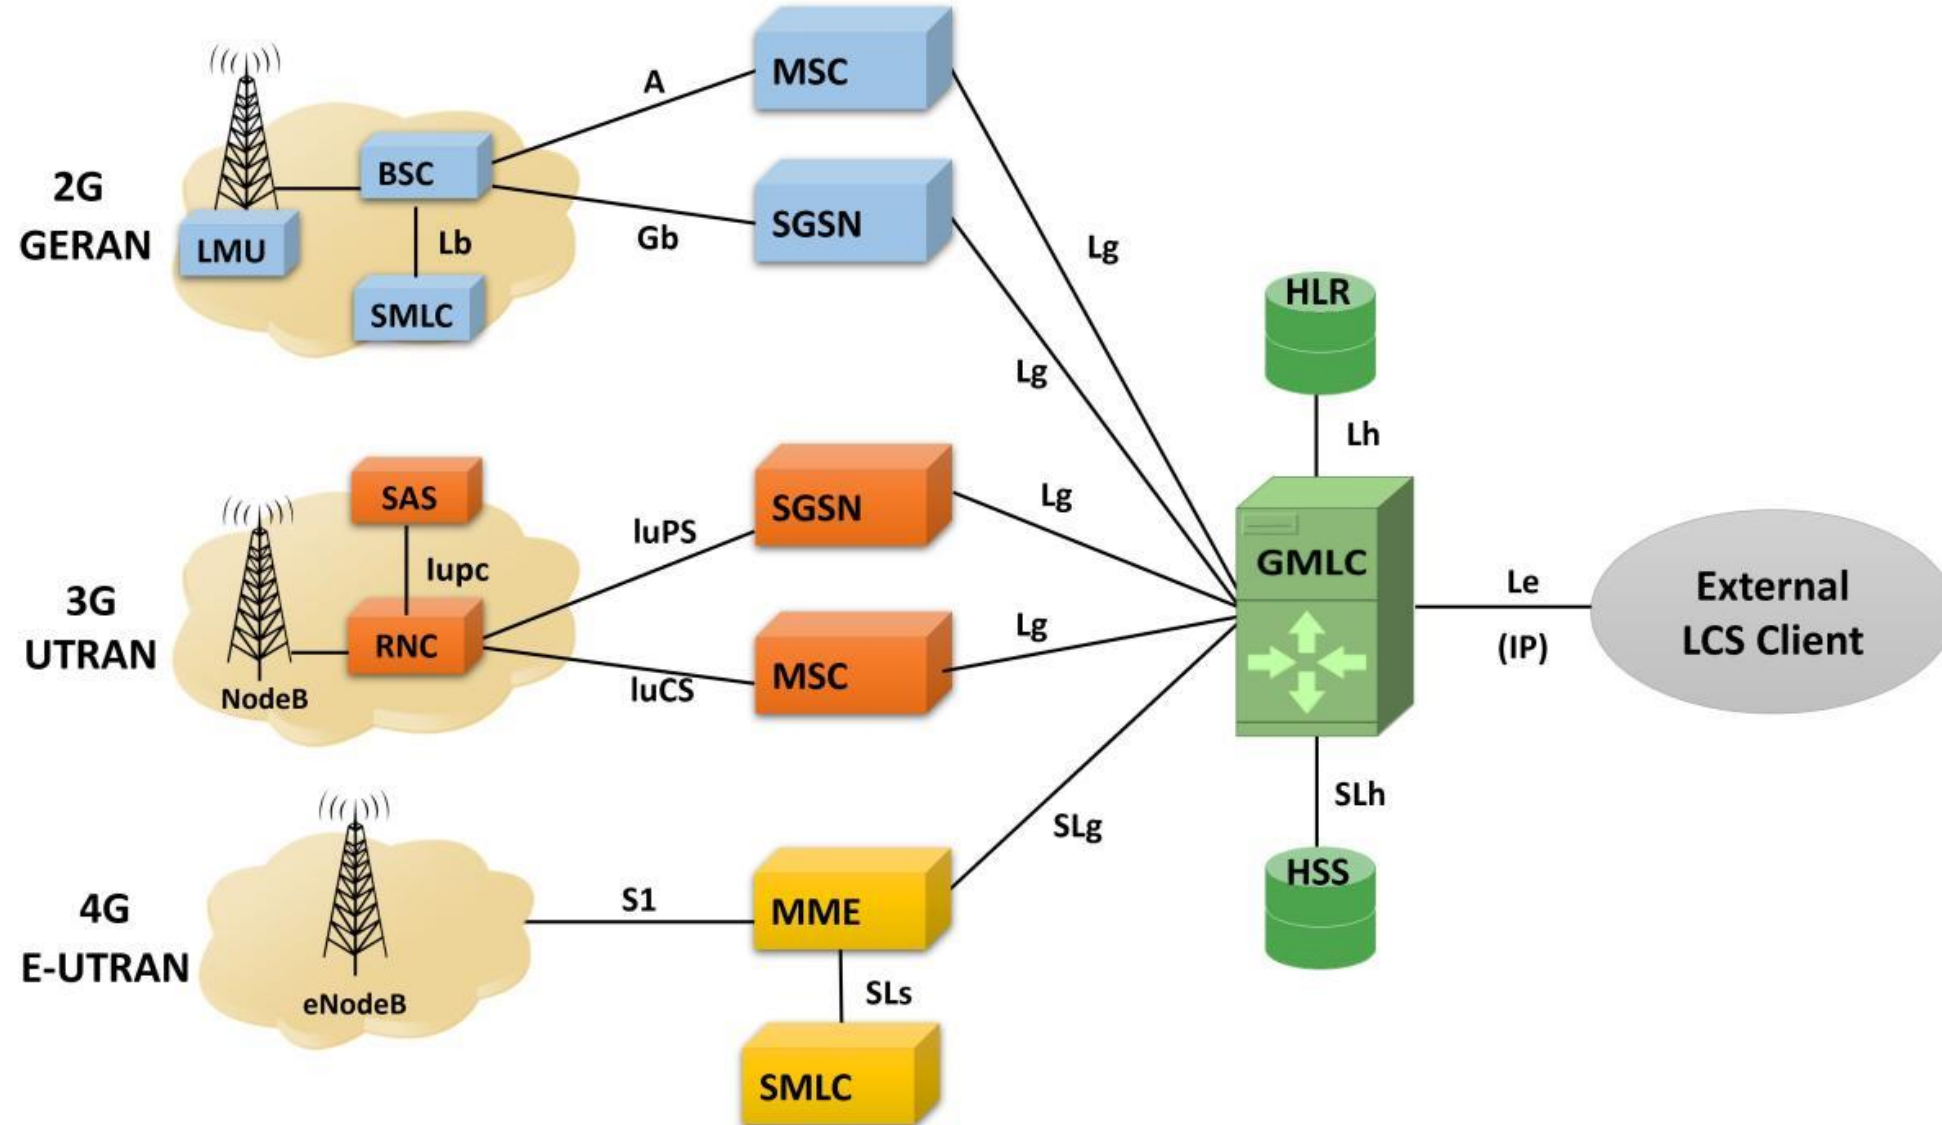 2G
GERAN
LMU
BSC
Lb
SMLC
A
Gb
MSC
SGSN
Lg
Lg
3G
UTRAN
NodeB
SAS
Iupc
RNC
IuPS
IuCS
SGSN
MSC
Lg
Lg
4G
E-UTRAN
eNodeB
S1
MME
SLs
SMLC
SLg
HLR
Lh
GMLC
SLh
HSS
Le
(IP)
External
LCS Client